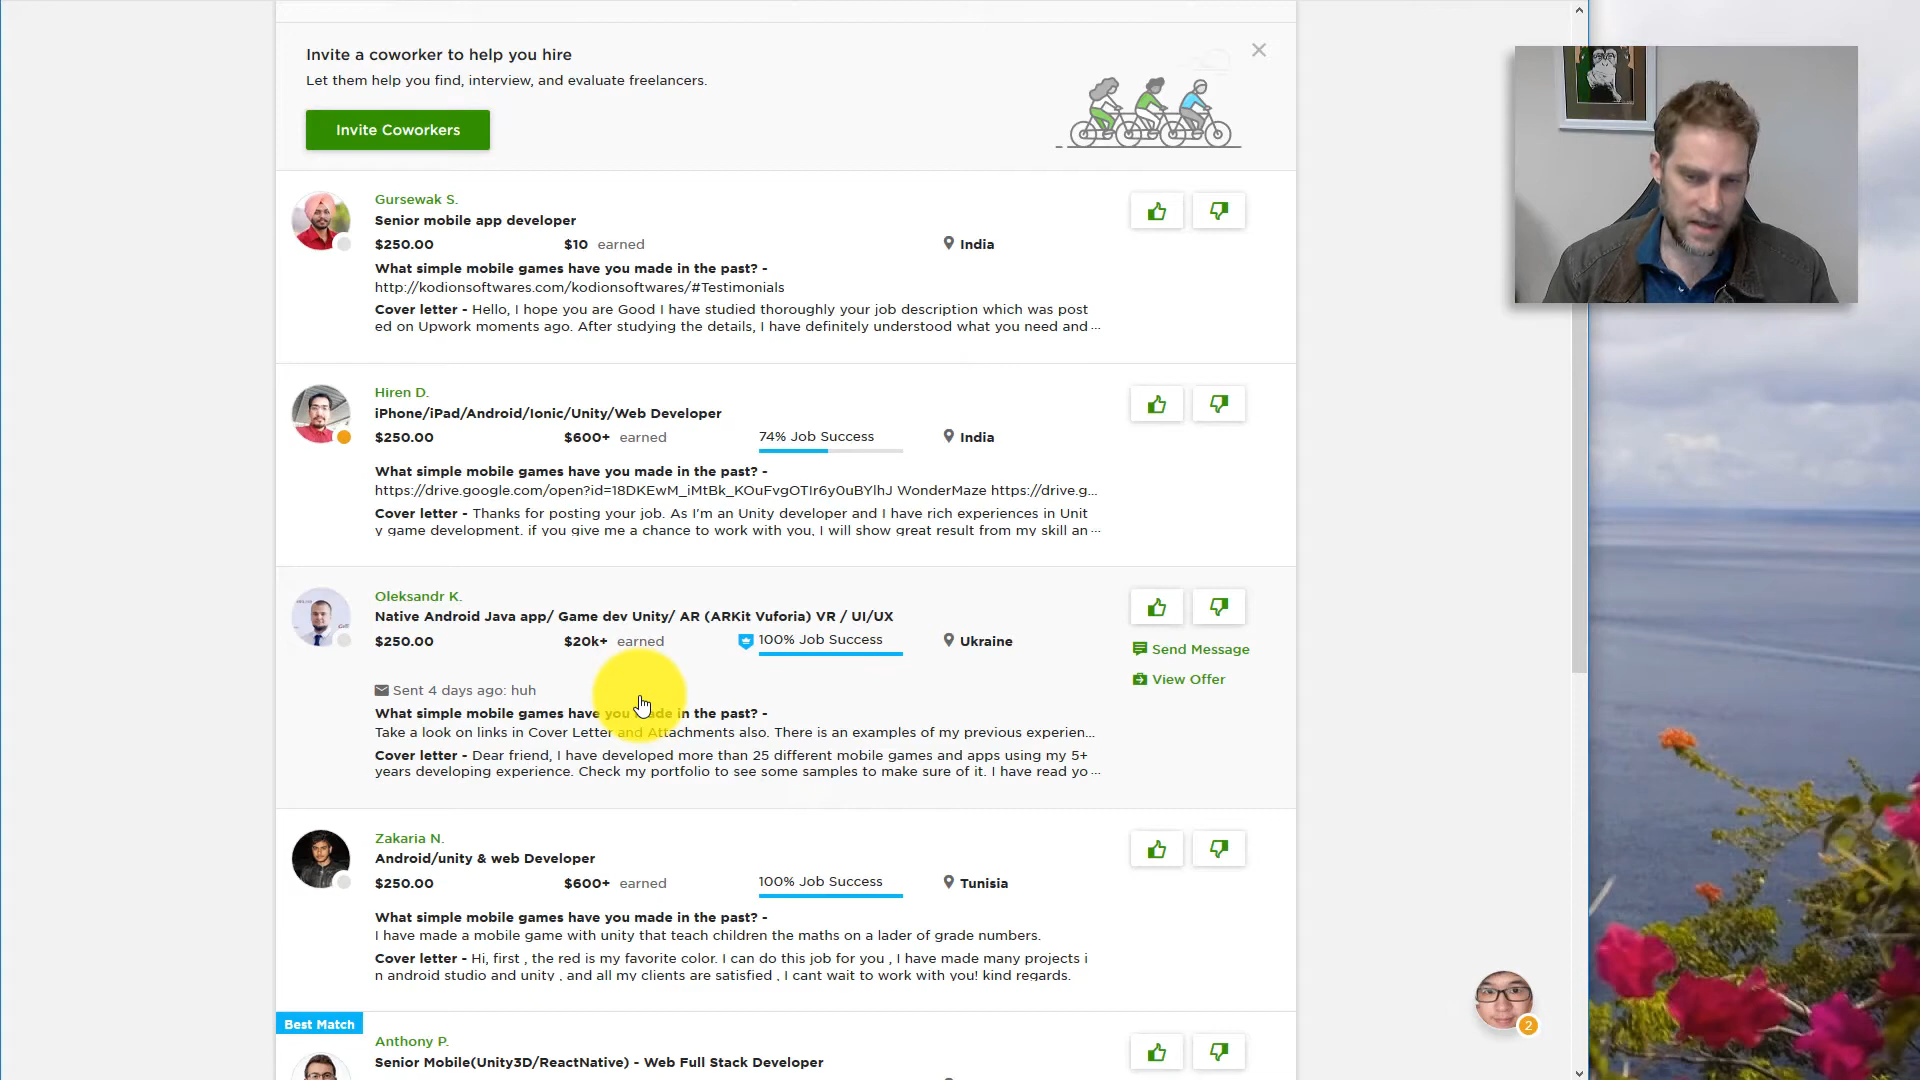 Invite a coworker to help you hire
Let them help you find, interview, and evaluate freelancers.
Invite Coworkers
Gursewak S.
Senior mobile app developer
$250.00 $10 earned India
What simple mobile games have you made in the past? -
http://kodionsoftwares.com/kodionsoftwares/#Testimonials
Cover letter - Hello, I hope you are Good I have studied thoroughly your job description which was post
ed on Upwork moments ago. After studying the details, I have definitely understood what you need and ...
Hiren D.
iPhone/iPad/Android/Ionic/Unity/Web Developer
$250.00 $600+ earned 74% Job Success India
What simple mobile games have you made in the past? -
https://drive.google.com/open?id=18DKEwM_iMtBk_KOuFvgOTIr6y0uBYlhJ WonderMaze https://drive.g...
Cover letter - Thanks for posting your job. As I'm an Unity developer and I have rich experiences in Unit
y game development. if you give me a chance to work with you, I will show great result from my skill an ...
Oleksandr K.
Native Android Java app/ Game dev Unity/ AR (ARKit Vuforia) VR / UI/UX
$250.00 $20k+ earned 100% Job Success Ukraine
Send Message
View Offer
Sent 4 days ago: huh
What simple mobile games have you made in the past? -
Take a look on links in Cover Letter and Attachments also. There is an examples of my previous experien...
Cover letter - Dear friend, I have developed more than 25 different mobile games and apps using my 5+
years developing experience. Check my portfolio to see some samples to make sure of it. I have read yo ...
Zakaria N.
Android/unity & web Developer
$250.00 $600+ earned 100% Job Success Tunisia
What simple mobile games have you made in the past? -
I have made a mobile game with unity that teach children the maths on a lader of grade numbers.
Cover letter - Hi, first , the red is my favorite color. I can do this job for you , I have made many projects i
n android studio and unity , and all my clients are satisfied , I cant wait to work with you! kind regards.
2
Best Match
Anthony P.
Senior Mobile(Unity3D/ReactNative) - Web Full Stack Developer